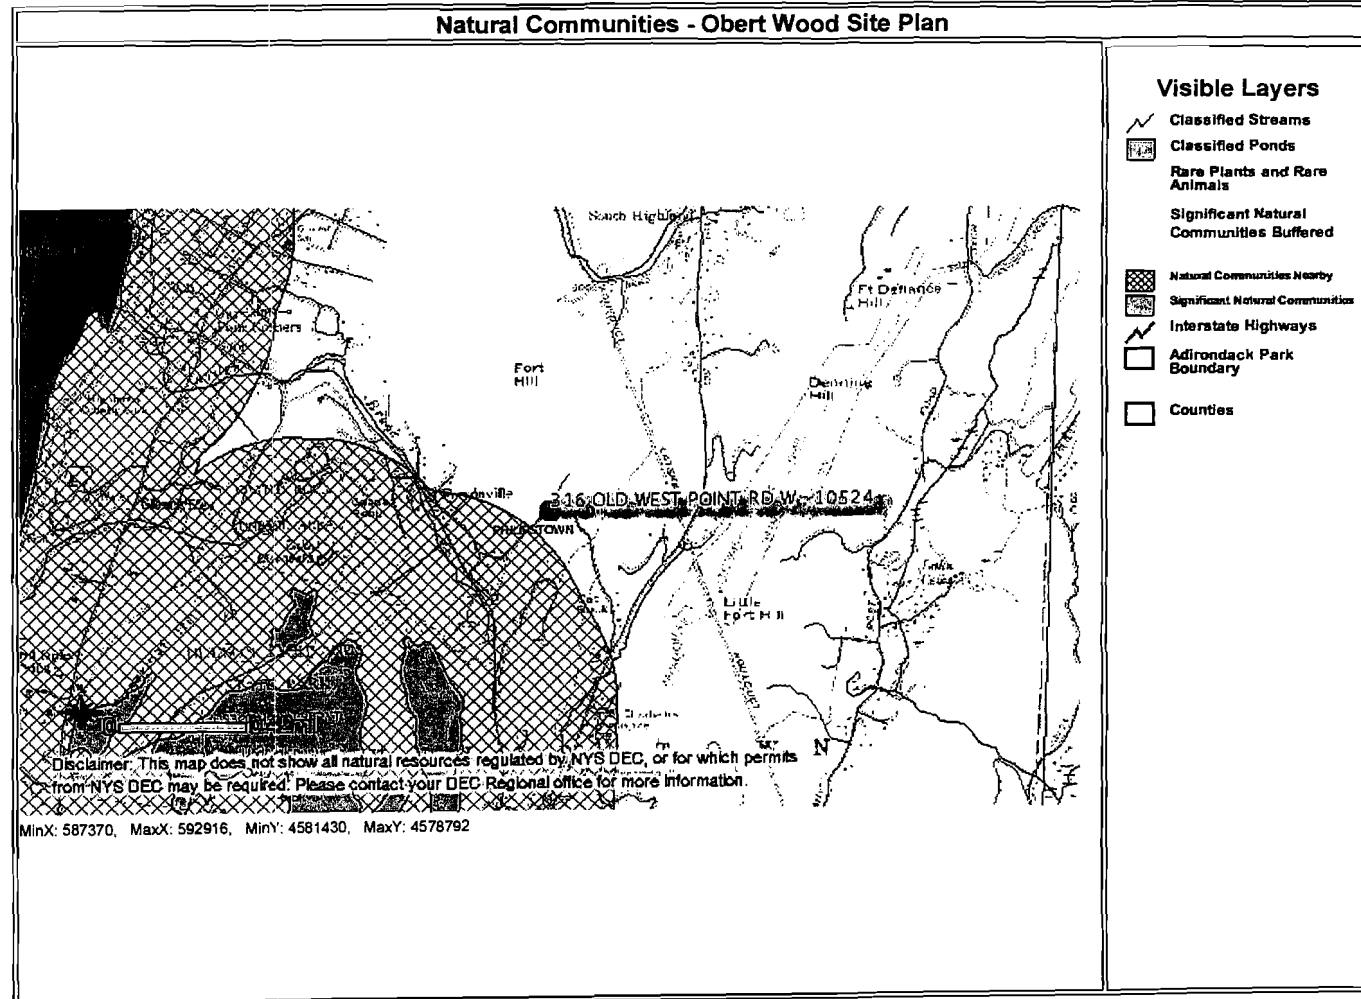 Natural Communities - Obert Wood Site Plan
Visible Layers
Classified Streams
Classified Ponds
Rare Plants and Rare
Animals
Significant Natural
Communities Buffered
Natural Communities Nearby
Significant Natural Communities
Interstate Highways
Adirondack Park
Boundary
Counties
South Highland
Ft Defiance
Hill
Fort
Hill
Denning
Hill
316 OLD WEST POINT RD W - 10524
PHILIPSTOWN
Little
Fort Hill
N
Disclaimer: This map does not show all natural resources regulated by NYS DEC, or for which permits
from NYS DEC may be required. Please contact your DEC Regional office for more information.
MinX: 587370, MaxX: 592916, MinY: 4581430, MaxY: 4578792